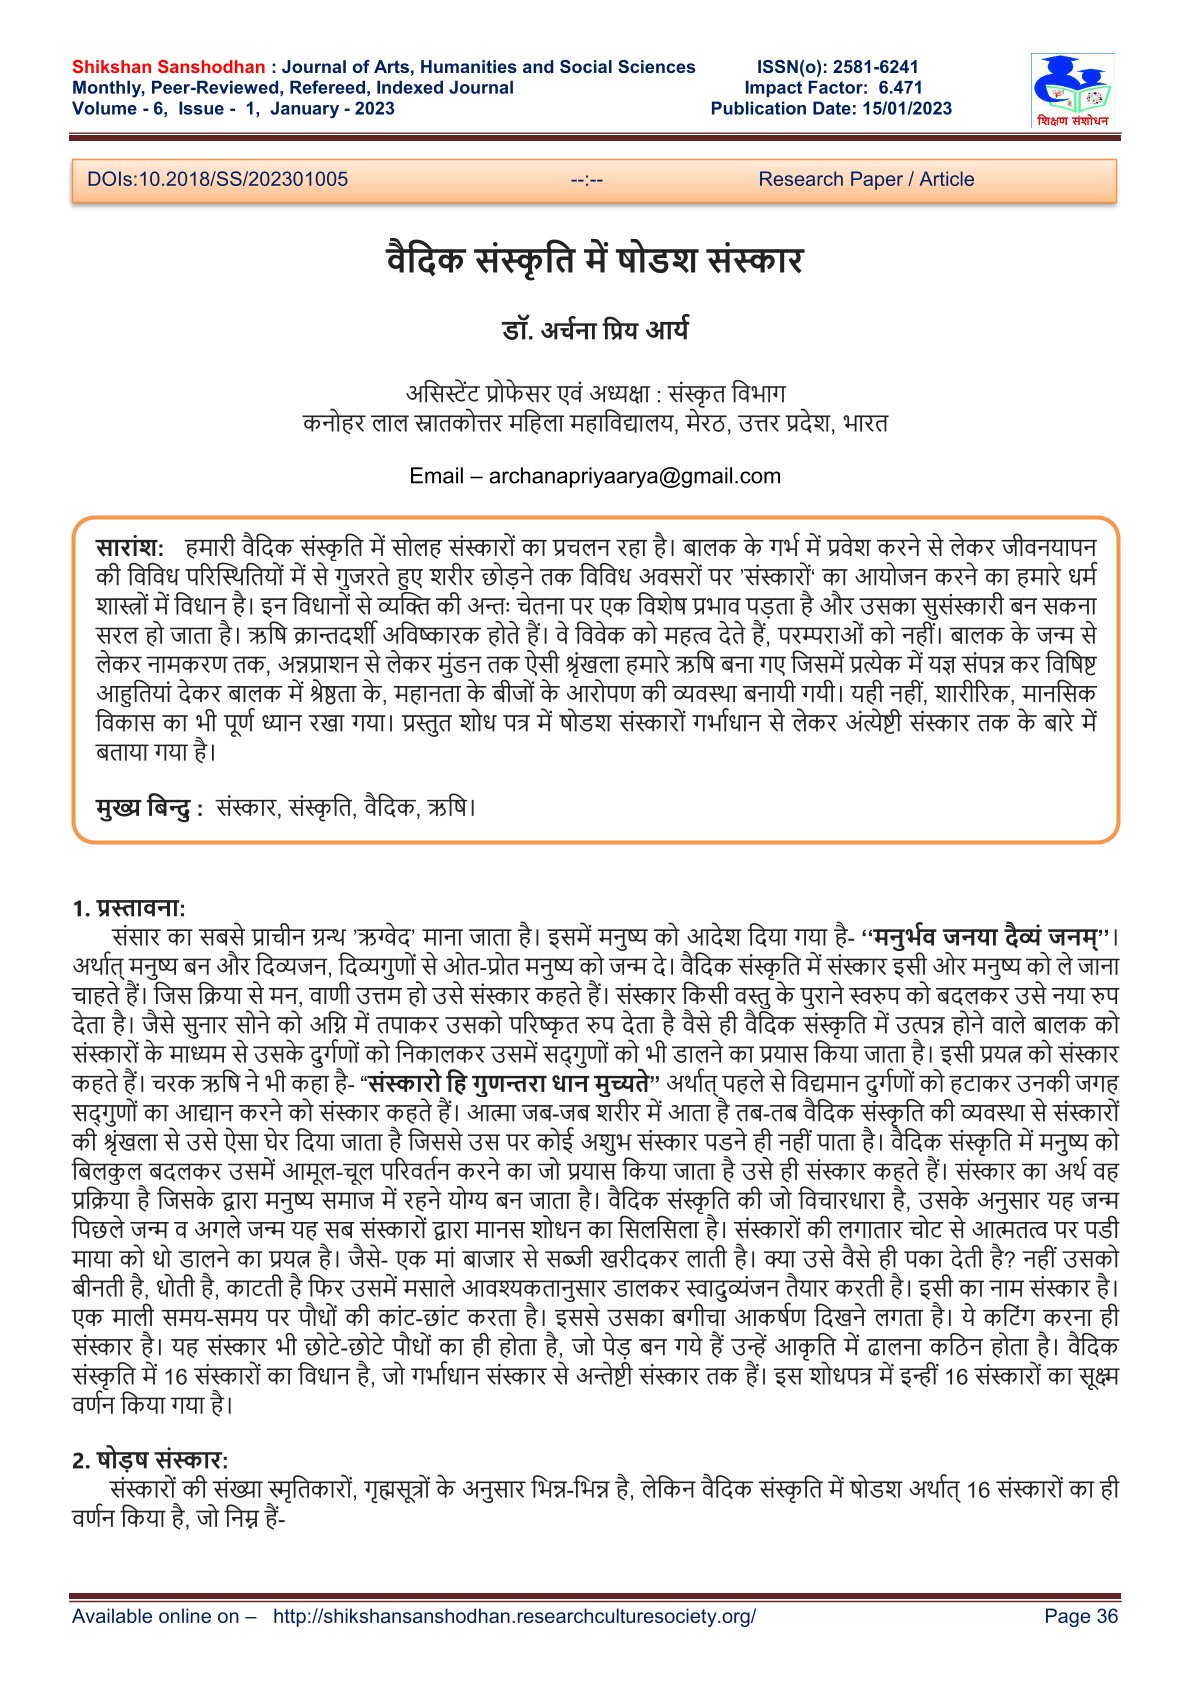 Shikshan Sanshodhan : Journal of Arts, Humanities and Social Sciences ISSN(o): 2581-6241
Monthly, Peer-Reviewed, Refereed, Indexed Journal Impact Factor: 6.471
Volume - 6, Issue - 1, January - 2023 Publication Date: 15/01/2023
शिक्षण संशोधन
DOIs:10.2018/SS/202301005 --:-- Research Paper / Article
वैदिक संस्कृति में षोडश संस्कार
डॉ. अर्चना प्रिय आर्य
असिस्टेंट प्रोफेसर एवं अध्यक्षा : संस्कृत विभाग
कनोहर लाल स्नातकोत्तर महिला महाविद्यालय, मेरठ, उत्तर प्रदेश, भारत
Email – archanapriyaarya@gmail.com
सारांश: हमारी वैदिक संस्कृति में सोलह संस्कारों का प्रचलन रहा है। बालक के गर्भ में प्रवेश करने से लेकर जीवनयापन
की विविध परिस्थितियों में से गुजरते हुए शरीर छोड़ने तक विविध अवसरों पर ’संस्कारों‘ का आयोजन करने का हमारे धर्म
शास्त्रों में विधान है। इन विधानों से व्यक्ति की अन्तः चेतना पर एक विशेष प्रभाव पड़ता है और उसका सुसंस्कारी बन सकना
सरल हो जाता है। ऋषि क्रान्तदर्शी अविष्कारक होते हैं। वे विवेक को महत्व देते हैं, परम्पराओं को नहीं। बालक के जन्म से
लेकर नामकरण तक, अन्नप्राशन से लेकर मुंडन तक ऐसी श्रृंखला हमारे ऋषि बना गए जिसमें प्रत्येक में यज्ञ संपन्न कर विषिष्ट
आहुतियां देकर बालक में श्रेष्ठता के, महानता के बीजों के आरोपण की व्यवस्था बनायी गयी। यही नहीं, शारीरिक, मानसिक
विकास का भी पूर्ण ध्यान रखा गया। प्रस्तुत शोध पत्र में षोडश संस्कारों गर्भाधान से लेकर अंत्येष्टी संस्कार तक के बारे में
बताया गया है।
मुख्य बिन्दु : संस्कार, संस्कृति, वैदिक, ऋषि।
1. प्रस्तावना:
संसार का सबसे प्राचीन ग्रन्थ ’ऋग्वेद’ माना जाता है। इसमें मनुष्य को आदेश दिया गया है- “मनुर्भव जनया दैव्यं जनम्”।
अर्थात् मनुष्य बन और दिव्यजन, दिव्यगुणों से ओत-प्रोत मनुष्य को जन्म दे। वैदिक संस्कृति में संस्कार इसी ओर मनुष्य को ले जाना
चाहते हैं। जिस क्रिया से मन, वाणी उत्तम हो उसे संस्कार कहते हैं। संस्कार किसी वस्तु के पुराने स्वरुप को बदलकर उसे नया रुप
देता है। जैसे सुनार सोने को अग्नि में तपाकर उसको परिष्कृत रुप देता है वैसे ही वैदिक संस्कृति में उत्पन्न होने वाले बालक को
संस्कारों के माध्यम से उसके दुर्गणों को निकालकर उसमें सद्‌गुणों को भी डालने का प्रयास किया जाता है। इसी प्रयत्न को संस्कार
कहते हैं। चरक ऋषि ने भी कहा है- “संस्कारो हि गुणन्तरा धान मुच्यते” अर्थात् पहले से विद्यमान दुर्गणों को हटाकर उनकी जगह
सद्‌गुणों का आद्यान करने को संस्कार कहते हैं। आत्मा जब-जब शरीर में आता है तब-तब वैदिक संस्कृति की व्यवस्था से संस्कारों
की श्रृंखला से उसे ऐसा घेर दिया जाता है जिससे उस पर कोई अशुभ संस्कार पडने ही नहीं पाता है। वैदिक संस्कृति में मनुष्य को
बिलकुल बदलकर उसमें आमूल-चूल परिवर्तन करने का जो प्रयास किया जाता है उसे ही संस्कार कहते हैं। संस्कार का अर्थ वह
प्रक्रिया है जिसके द्वारा मनुष्य समाज में रहने योग्य बन जाता है। वैदिक संस्कृति की जो विचारधारा है, उसके अनुसार यह जन्म
पिछले जन्म व अगले जन्म यह सब संस्कारों द्वारा मानस शोधन का सिलसिला है। संस्कारों की लगातार चोट से आत्मतत्व पर पडी
माया को धो डालने का प्रयत्न है। जैसे- एक मां बाजार से सब्जी खरीदकर लाती है। क्या उसे वैसे ही पका देती है? नहीं उसको
बीनती है, धोती है, काटती है फिर उसमें मसाले आवश्यकतानुसार डालकर स्वादुव्यंजन तैयार करती है। इसी का नाम संस्कार है।
एक माली समय-समय पर पौधों की कांट-छांट करता है। इससे उसका बगीचा आकर्षण दिखने लगता है। ये कटिंग करना ही
संस्कार है। यह संस्कार भी छोटे-छोटे पौधों का ही होता है, जो पेड़ बन गये हैं उन्हें आकृति में ढालना कठिन होता है। वैदिक
संस्कृति में 16 संस्कारों का विधान है, जो गर्भाधान संस्कार से अन्तेष्टी संस्कार तक हैं। इस शोधपत्र में इन्हीं 16 संस्कारों का सूक्ष्म
वर्णन किया गया है।
2. षोड़ष संस्कार:
संस्कारों की संख्या स्मृतिकारों, गृह्मसूत्रों के अनुसार भिन्न-भिन्न है, लेकिन वैदिक संस्कृति में षोडश अर्थात् 16 संस्कारों का ही
वर्णन किया है, जो निम्न हैं-
Available online on – http://shikshansanshodhan.researchculturesociety.org/ Page 36